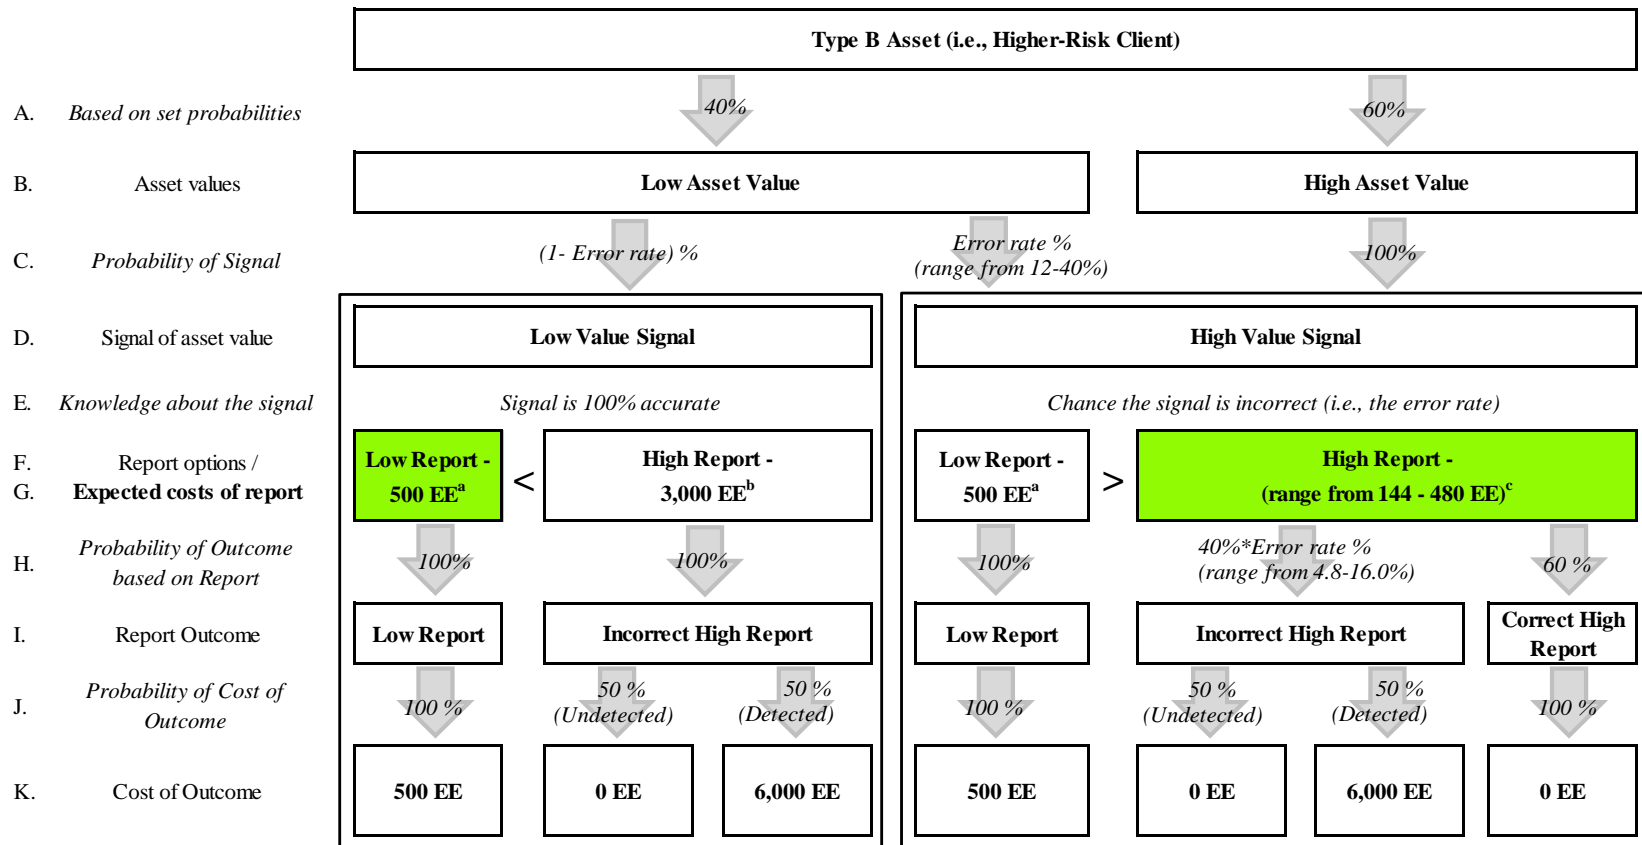 Type B Asset (i.e., Higher-Risk Client)
A. Based on set probabilities
40%
60%
B. Asset values
Low Asset Value
High Asset Value
C. Probability of Signal
(1- Error rate) %
Error rate %
(range from 12-40%)
100%
D. Signal of asset value
Low Value Signal
High Value Signal
E. Knowledge about the signal
Signal is 100% accurate
Chance the signal is incorrect (i.e., the error rate)
F. Report options /
G. Expected costs of report
Low Report -
500 EEa
<
High Report -
3,000 EEb
Low Report -
500 EEa
>
High Report -
(range from 144 - 480 EE)c
H. Probability of Outcome
based on Report
100%
100%
100%
40%*Error rate %
(range from 4.8-16.0%)
60 %
I. Report Outcome
Low Report
Incorrect High Report
Low Report
Incorrect High Report
Correct High
Report
J. Probability of Cost of
Outcome
100 %
50 %
(Undetected)
50 %
(Detected)
100 %
50 %
(Undetected)
50 %
(Detected)
100 %
K. Cost of Outcome
500 EE
0 EE
6,000 EE
500 EE
0 EE
6,000 EE
0 EE